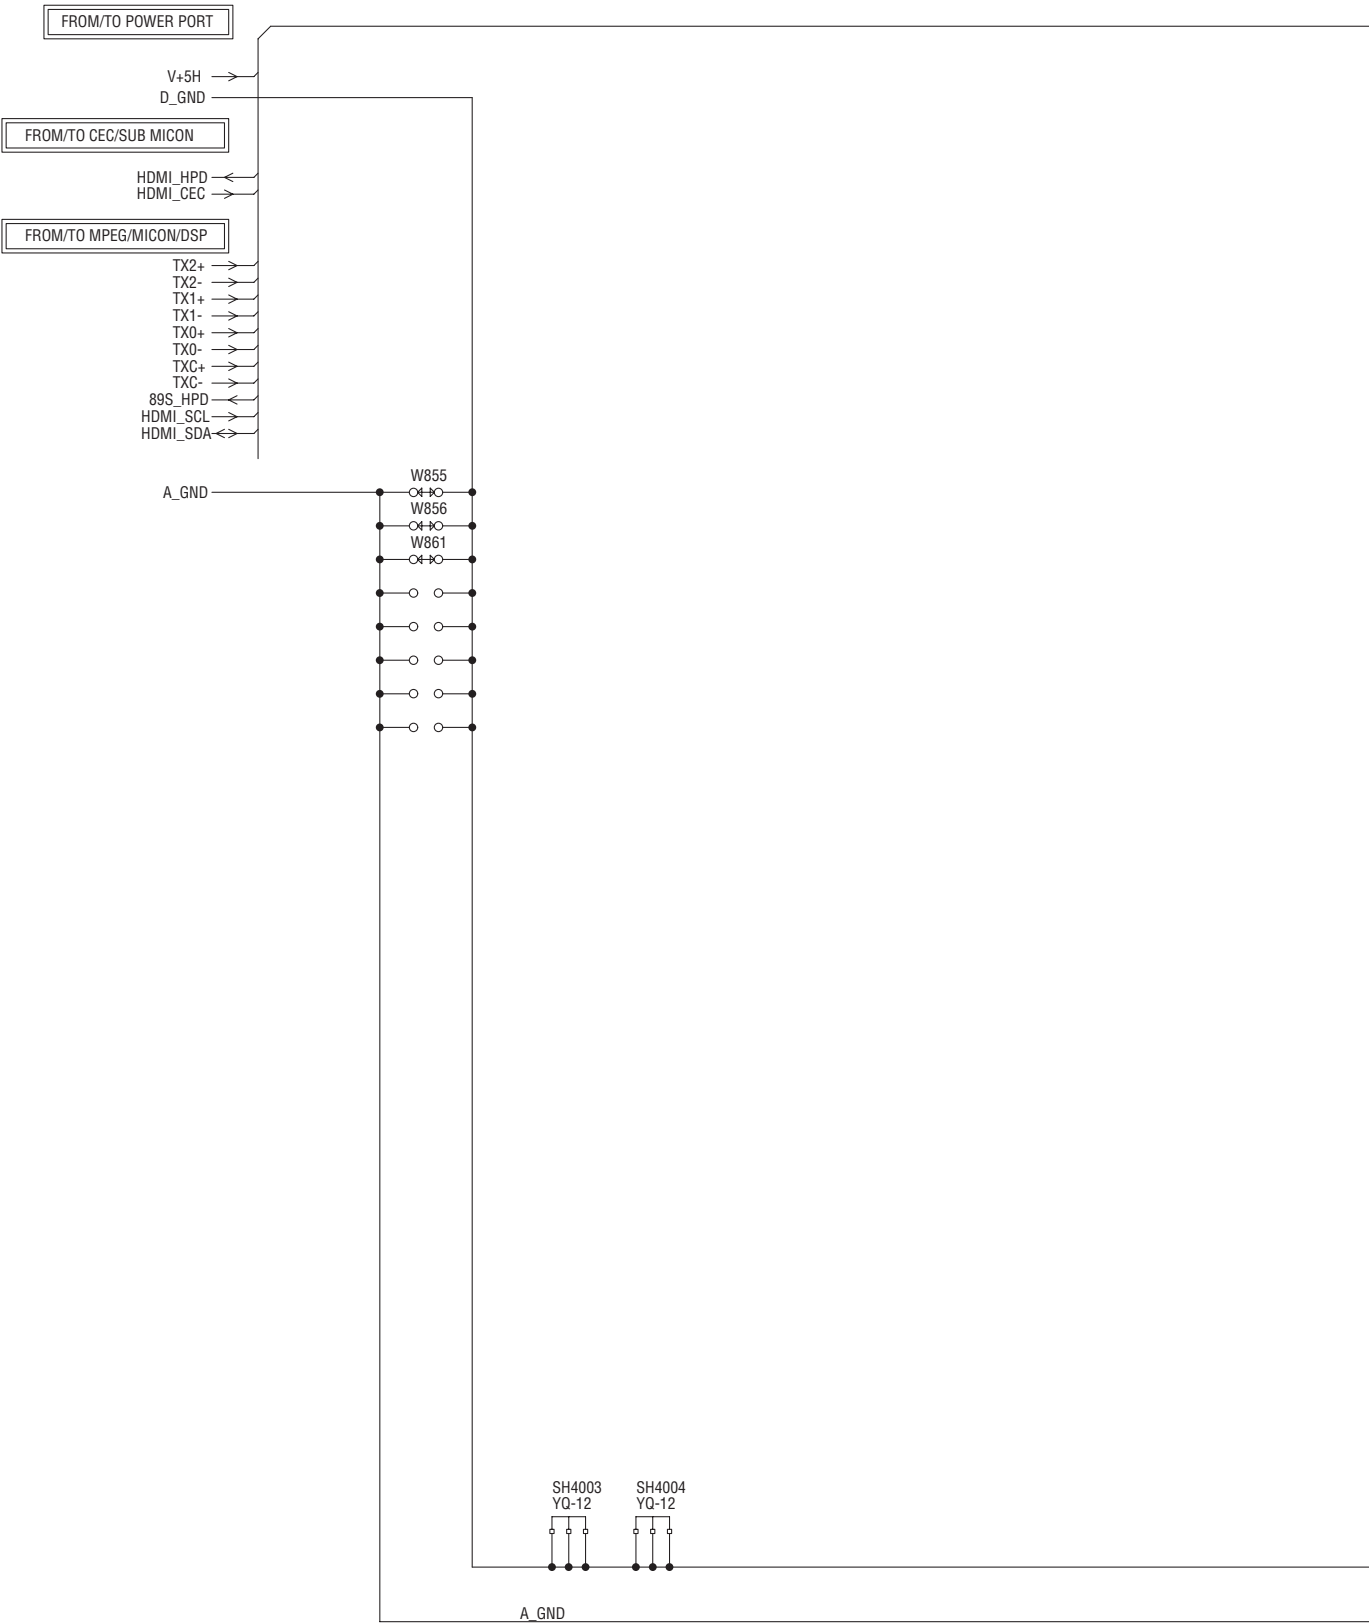 FROM/TO POWER PORT
V+5H
D_GND
FROM/TO CEC/SUB MICON
HDMI_HPD
HDMI_CEC
FROM/TO MPEG/MICON/DSP
TX2+
TX2-
TX1+
TX1-
TX0+
TX0-
TXC+
TXC-
89S_HPD
HDMI_SCL
HDMI_SDA
W855
A_GND
W856
W861
SH4003 SH4004
YQ-12 YQ-12
A_GND